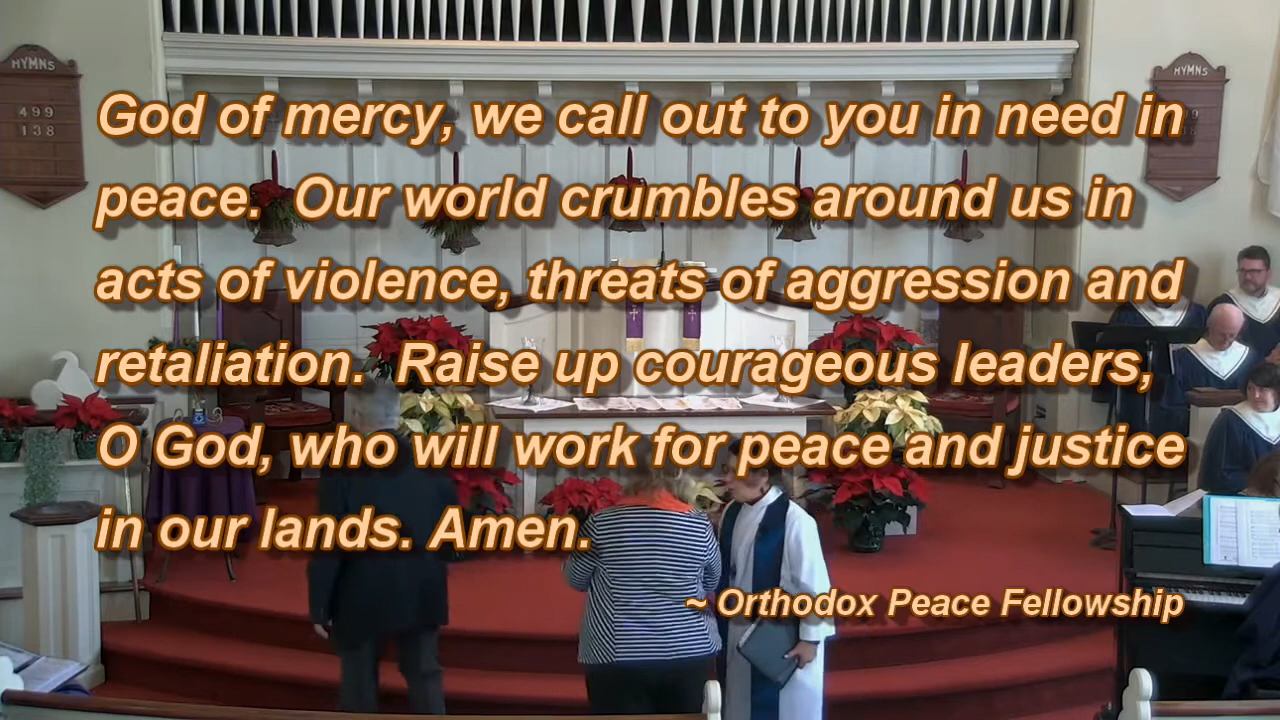 HYMNS
499
138
HYMNS
God of mercy, we call out to you in need in
peace.  Our world crumbles around us in
acts of violence, threats of aggression and
retaliation.  Raise up courageous leaders,
O God, who will work for peace and justice
in our lands. Amen.
~ Orthodox Peace Fellowship